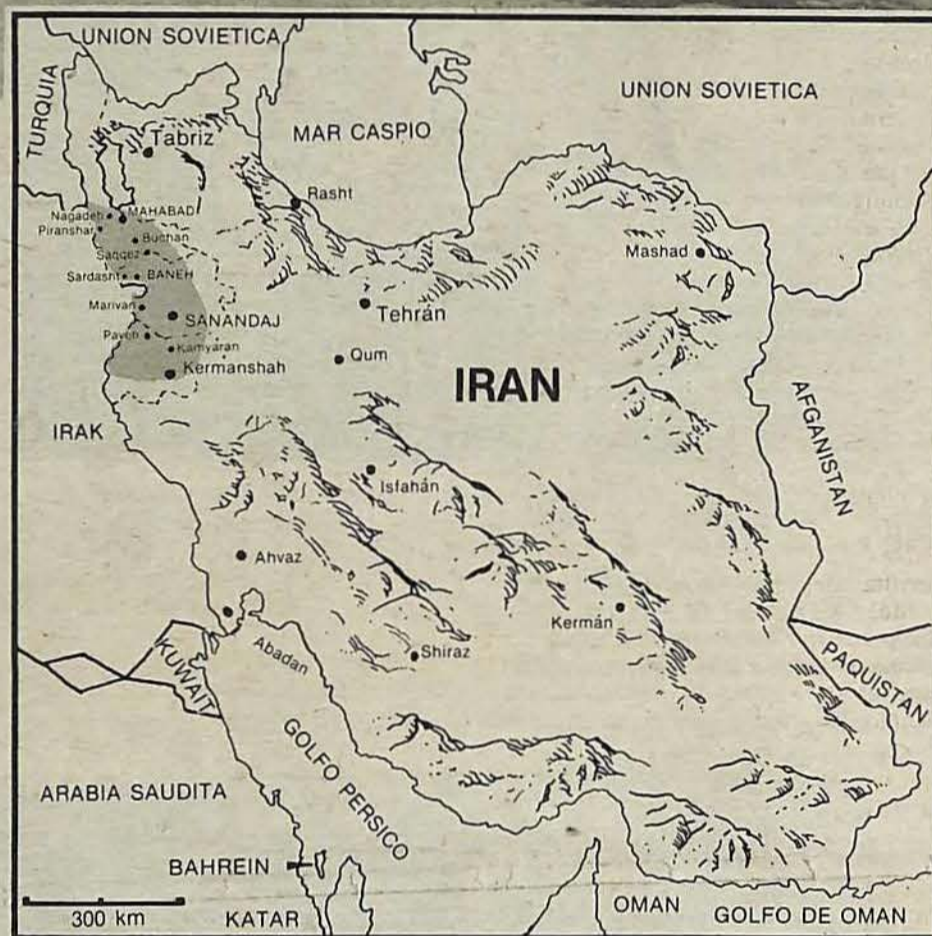 UNION SOVIETICA
UNION SOVIETICA
TURQUIA
MAR CASPIO
Tabriz
Rasht
Nagadeh
MAHABAD
Piranshar
Buchan
Saqqez
Mashad
Sardasht
BANEH
Marivan
SANANDAJ
Tehrán
Paveh
Kamyaran
Qum
Kermanshah
IRAN
AFGANISTAN
IRAK
Isfahán
Ahvaz
Kermán
Abadan
Shiraz
KUWAIT
PAQUISTAN
GOLFO PERSICO
ARABIA SAUDITA
BAHREIN
300 km
KATAR
OMAN
GOLFO DE OMAN